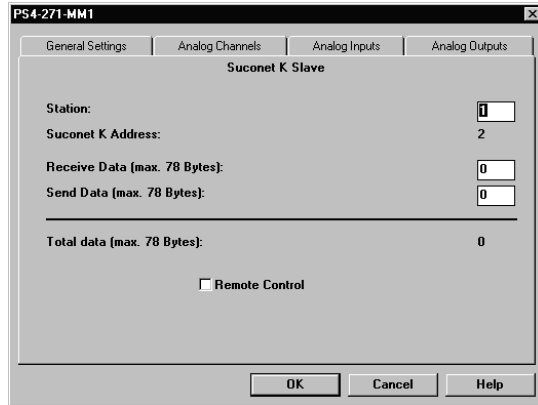 PS4-271-MM1
General Settings Analog Channels Analog Inputs Analog Outputs
Suconet K Slave
Station: 1
Suconet K Address: 2
Receive Data (max. 78 Bytes): 0
Send Data (max. 78 Bytes): 0
Total data (max. 78 Bytes): 0
Remote Control
OK Cancel Help